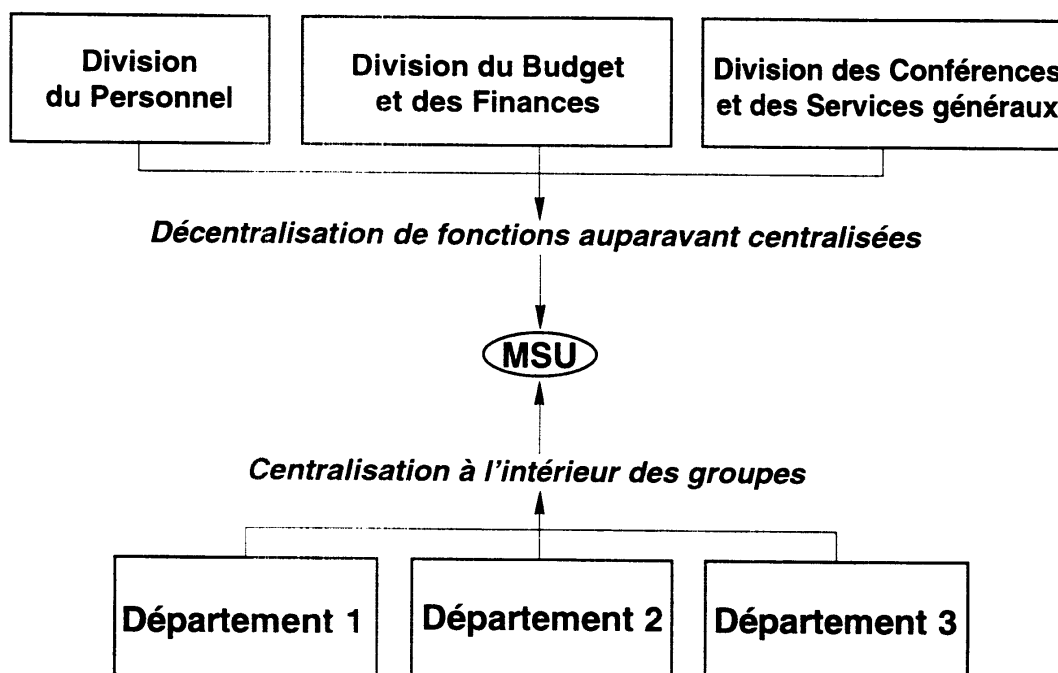 Division
du Personnel
Division du Budget
et des Finances
Division des Conférences
et des Services généraux
Décentralisation de fonctions auparavant centralisées
MSU
Centralisation à l'intérieur des groupes
Département 1
Département 2
Département 3